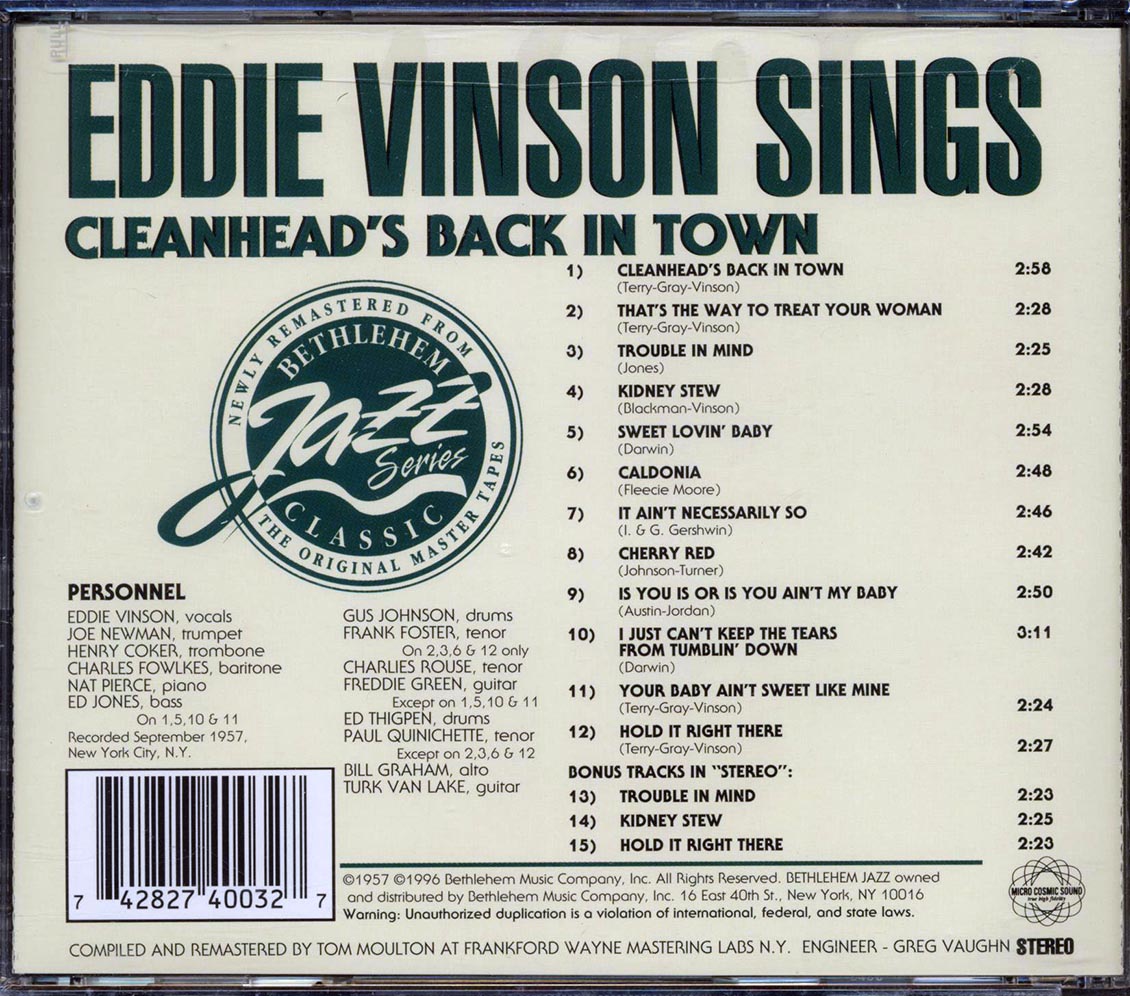 EDDIE VINSON SINGS
CLEANHEAD'S BACK IN TOWN
1) CLEANHEAD'S BACK IN TOWN 2:58
(Terry-Gray-Vinson)
2) THAT'S THE WAY TO TREAT YOUR WOMAN 2:28
(Terry-Gray-Vinson)
3) TROUBLE IN MIND 2:25
(Jones)
4) KIDNEY STEW 2:28
(Blackman-Vinson)
5) SWEET LOVIN' BABY 2:54
(Darwin)
6) CALDONIA 2:48
(Fleecie Moore)
7) IT AIN'T NECESSARILY SO 2:46
(I. & G. Gershwin)
8) CHERRY RED 2:42
(Johnson-Turner)
9) IS YOU IS OR IS YOU AIN'T MY BABY 2:50
(Austin-Jordan)
10) I JUST CAN'T KEEP THE TEARS 3:11
FROM TUMBLIN' DOWN
(Darwin)
11) YOUR BABY AIN'T SWEET LIKE MINE
(Terry-Gray-Vinson) 2:24
12) HOLD IT RIGHT THERE
(Terry-Gray-Vinson) 2:27
BONUS TRACKS IN "STEREO":
13) TROUBLE IN MIND 2:23
14) KIDNEY STEW 2:25
15) HOLD IT RIGHT THERE 2:23
NEWLY REMASTERED FROM
BETHLEHEM
Jazz
Series
CLASSIC
THE ORIGINAL MASTER TAPES
PERSONNEL
EDDIE VINSON, vocals
JOE NEWMAN, trumpet
HENRY COKER, trombone
CHARLES FOWLKES, baritone
NAT PIERCE, piano
ED JONES, bass
On 1,5,10 & 11
Recorded September 1957,
New York City, N.Y.
GUS JOHNSON, drums
FRANK FOSTER, tenor
On 2,3,6 & 12 only
CHARLIES ROUSE, tenor
FREDDIE GREEN, guitar
Except on 1,5,10 & 11
ED THIGPEN, drums
PAUL QUINICHETTE, tenor
Except on 2,3,6 & 12
BILL GRAHAM, alto
TURK VAN LAKE, guitar
7 42827 40032 7
©1957 ©1996 Bethlehem Music Company, Inc. All Rights Reserved. BETHLEHEM JAZZ owned
and distributed by Bethlehem Music Company, Inc. 16 East 40th St., New York, NY 10016
Warning: Unauthorized duplication is a violation of international, federal, and state laws.
MICRO COSMIC SOUND
true high fidelity
COMPILED AND REMASTERED BY TOM MOULTON AT FRANKFORD WAYNE MASTERING LABS N.Y. ENGINEER - GREG VAUGHN STEREO